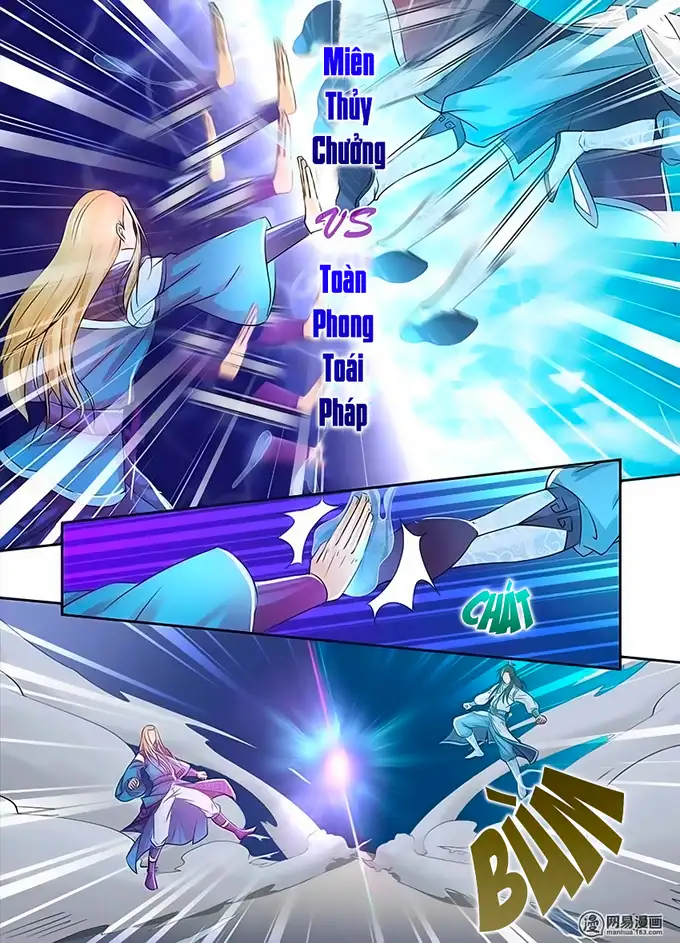 Miên
Thủy
Chưởng
VS
Toàn
Phong
Toái
Pháp
CHÁT
BÙM
网易漫画
manhua.163.com